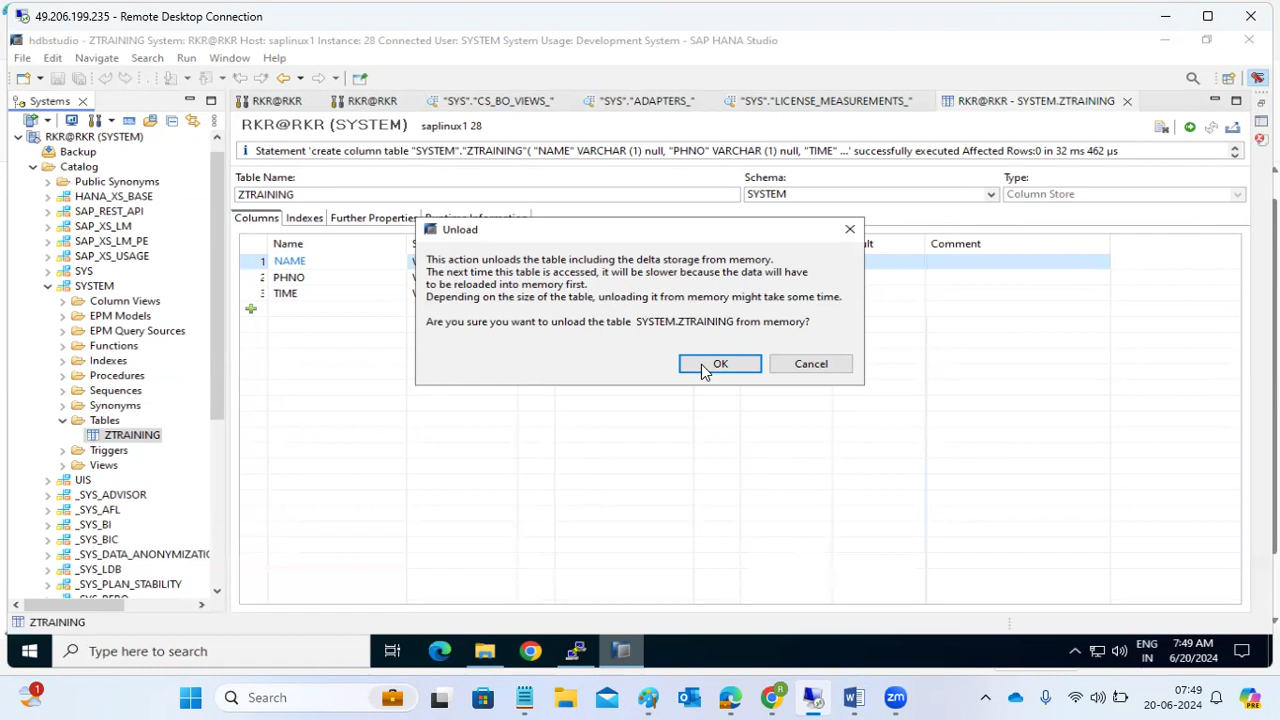 49.206.199.235 - Remote Desktop Connection
hdbstudio - ZTRAINING System: RKR@RKR Host: saplinux1 Instance: 28 Connected User: SYSTEM System Usage: Development System - SAP HANA Studio
File Edit Navigate Search Run Window Help
Systems
RKR@RKR RKR@RKR "SYS"."CS_BO_VIEWS_" "SYS"."ADAPTERS_" "SYS"."LICENSE_MEASUREMENTS_" RKR@RKR - SYSTEM.ZTRAINING
RKR@RKR (SYSTEM)
Backup
Catalog
Public Synonyms
HANA_XS_BASE
SAP_REST_API
SAP_XS_LM
SAP_XS_LM_PE
SAP_XS_USAGE
SYS
SYSTEM
Column Views
EPM Models
EPM Query Sources
Functions
Indexes
Procedures
Sequences
Synonyms
Tables
ZTRAINING
Triggers
Views
UIS
_SYS_ADVISOR
_SYS_AFL
_SYS_BI
_SYS_BIC
_SYS_DATA_ANONYMIZATIO
_SYS_LDB
_SYS_PLAN_STABILITY
RKR@RKR (SYSTEM) saplinux1 28
Statement 'create column table "SYSTEM"."ZTRAINING"( "NAME" VARCHAR (1) null, "PHNO" VARCHAR (1) null, "TIME" ...' successfully executed Affected Rows:0 in 32 ms 462 µs
Table Name: Schema: Type:
ZTRAINING SYSTEM Column Store
Columns Indexes Further Properties Runtime Information
Name Comment
1 NAME
2 PHNO
3 TIME
Unload
This action unloads the table including the delta storage from memory.
The next time this table is accessed, it will be slower because the data will have
to be reloaded into memory first.
Depending on the size of the table, unloading it from memory might take some time.
Are you sure you want to unload the table SYSTEM.ZTRAINING from memory?
OK Cancel
ZTRAINING
Type here to search
ENG
IN
7:49 AM
6/20/2024
1
Search
PRE
R
W
zm
07:49
20-06-2024
PRE